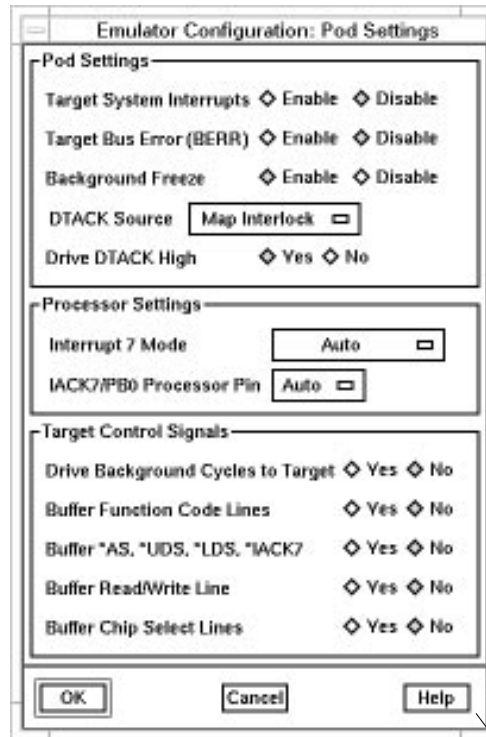 Emulator Configuration: Pod Settings
Pod Settings
Target System Interrupts Enable Disable
Target Bus Error (BERR) Enable Disable
Background Freeze Enable Disable
DTACK Source Map Interlock
Drive DTACK High Yes No
Processor Settings
Interrupt 7 Mode Auto
IACK7/PB0 Processor Pin Auto
Target Control Signals
Drive Background Cycles to Target Yes No
Buffer Function Code Lines Yes No
Buffer *AS, *UDS, *LDS, *IACK7 Yes No
Buffer Read/Write Line Yes No
Buffer Chip Select Lines Yes No
OK Cancel Help